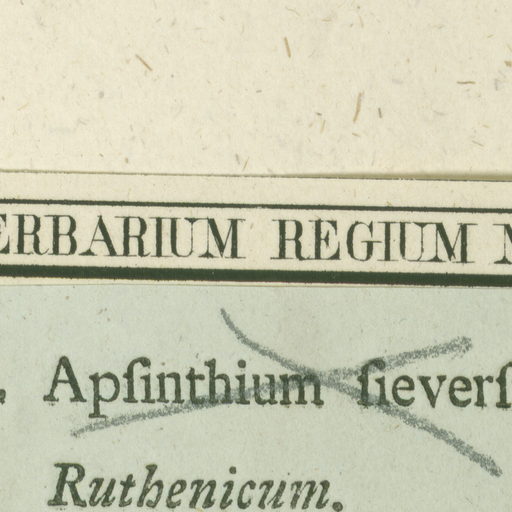 ERBARIUM REGIUM
Apſinthium ſieverſ
Ruthenicum.